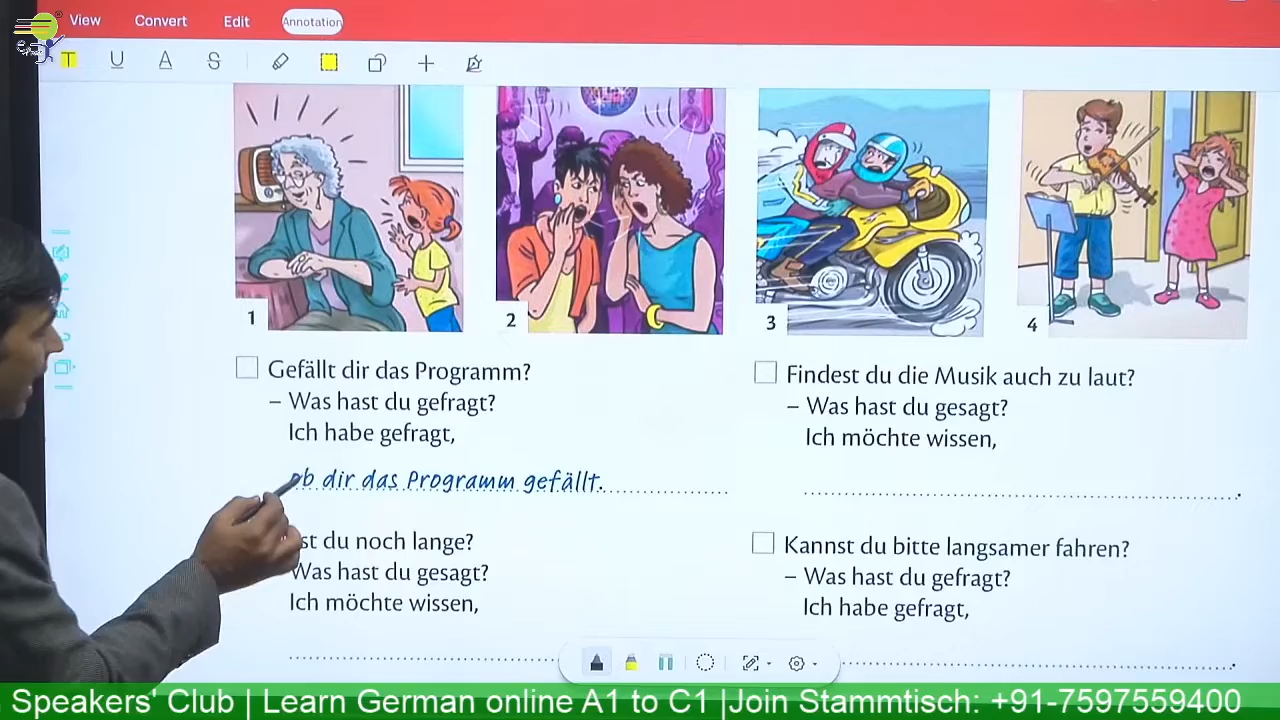 View Convert Edit Annotation
T U A S
1
2
3
4
Gefällt dir das Programm?
– Was hast du gefragt?
Ich habe gefragt,
ob dir das Programm gefällt.
Findest du die Musik auch zu laut?
– Was hast du gesagt?
Ich möchte wissen,
st du noch lange?
Was hast du gesagt?
Ich möchte wissen,
Kannst du bitte langsamer fahren?
– Was hast du gefragt?
Ich habe gefragt,
Speakers' Club | Learn German online A1 to C1 |Join Stammtisch: +91-7597559400